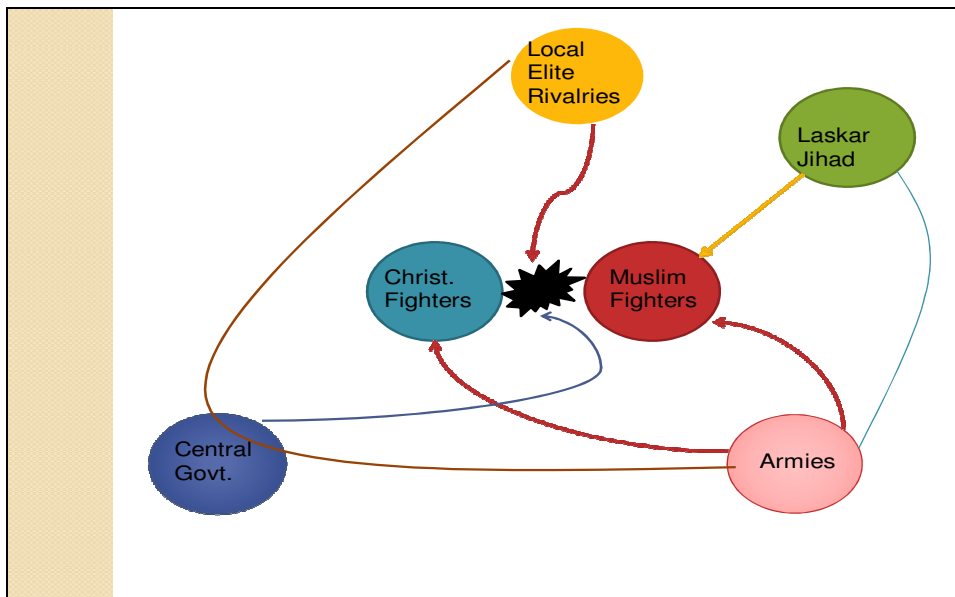 Local
Elite
Rivalries
Laskar
Jihad
Christ.
Fighters
Muslim
Fighters
Central
Govt.
Armies